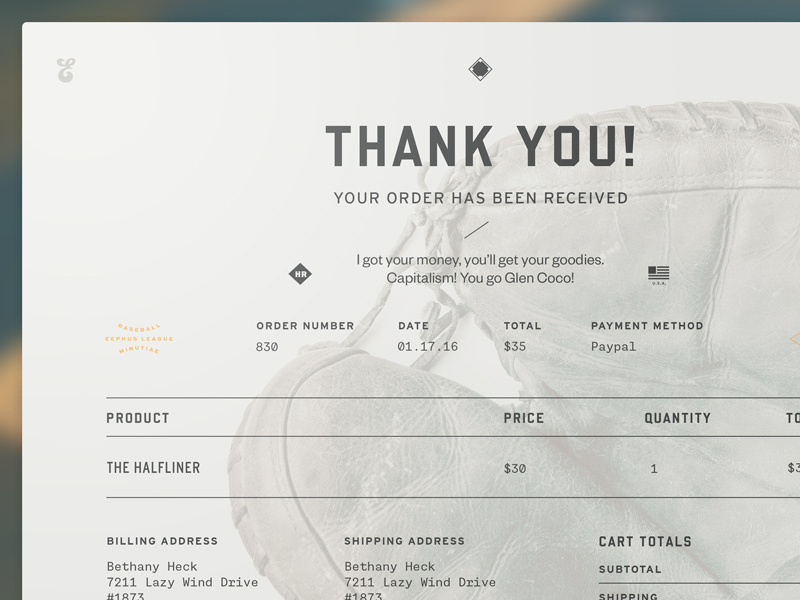 THANK YOU!
YOUR ORDER HAS BEEN RECEIVED
I got your money, you'll get your goodies.
Capitalism! You go Glen Coco!
HR
U.S.A.
BASEBALL
EEPHUS LEAGUE
MINUTIAE
ORDER NUMBER DATE TOTAL PAYMENT METHOD
830 01.17.16 $35 Paypal
PRODUCT PRICE QUANTITY TO
THE HALFLINER $30 1 $3
BILLING ADDRESS SHIPPING ADDRESS CART TOTALS
Bethany Heck Bethany Heck SUBTOTAL
7211 Lazy Wind Drive 7211 Lazy Wind Drive
#1873 #1873 SHIPPING